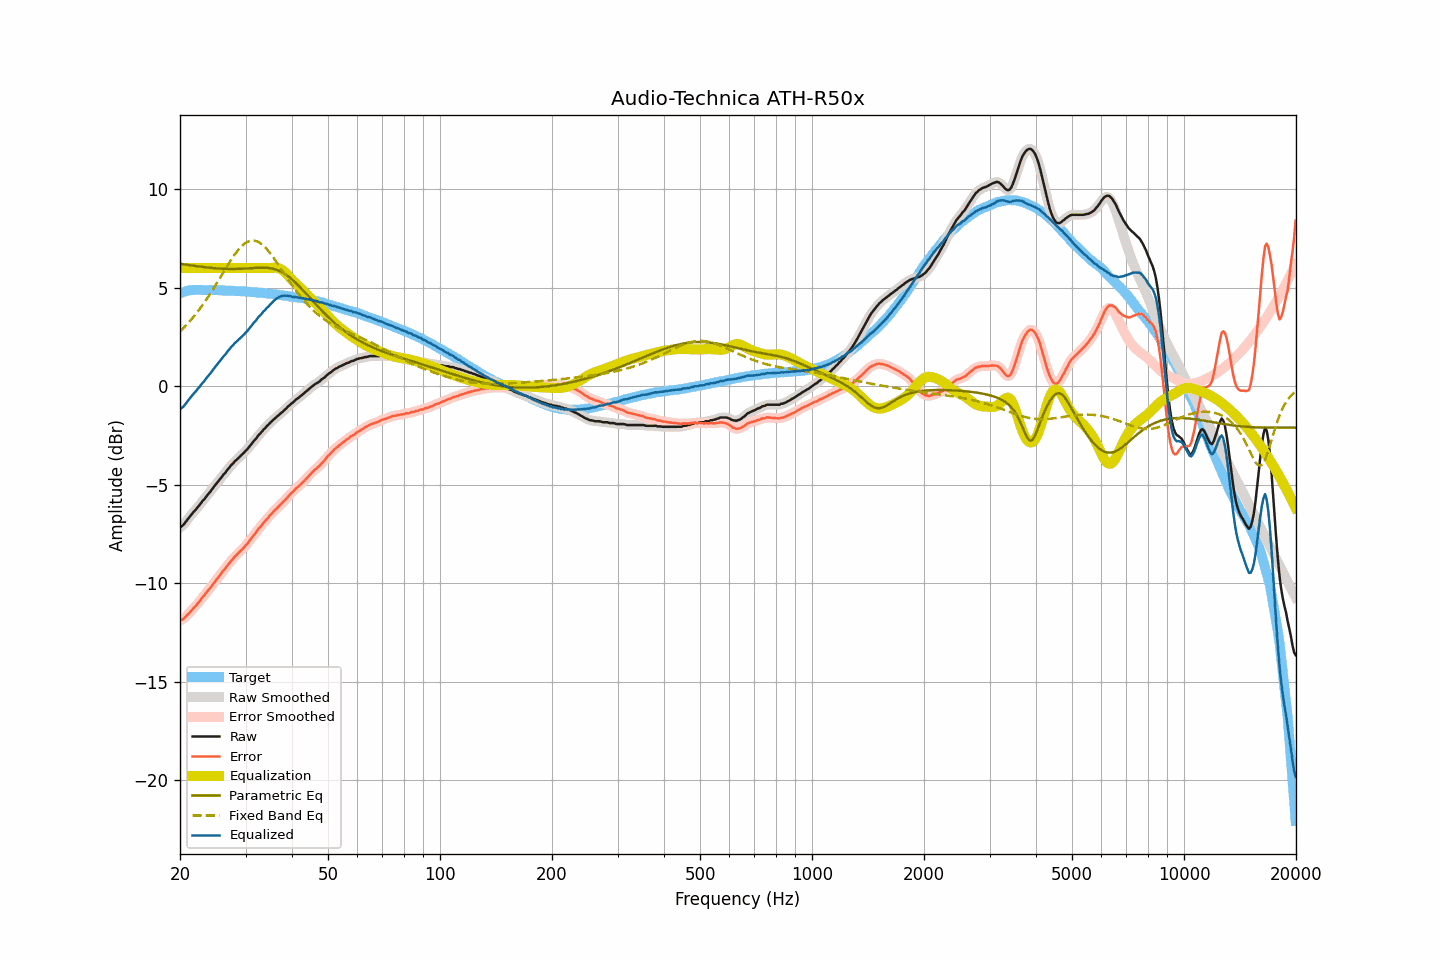 Audio-Technica ATH-R50x
Amplitude (dBr)
10
5
0
−5
−10
−15
−20
Target
Raw Smoothed
Error Smoothed
Raw
Error
Equalization
Parametric Eq
Fixed Band Eq
Equalized
20 50 100 200 500 1000 2000 5000 10000 20000
Frequency (Hz)